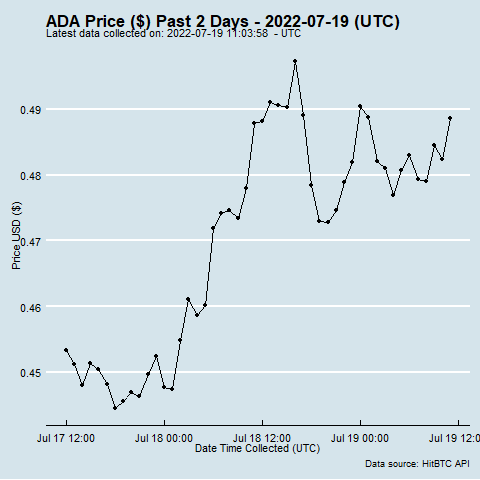 ADA Price ($) Past 2 Days - 2022-07-19 (UTC)
Latest data collected on: 2022-07-19 11:03:58 - UTC
Price USD ($)
0.49
0.48
0.47
0.46
0.45
Jul 17 12:00 Jul 18 00:00 Jul 18 12:00 Jul 19 00:00 Jul 19 12:00
Date Time Collected (UTC)
Data source: HitBTC API